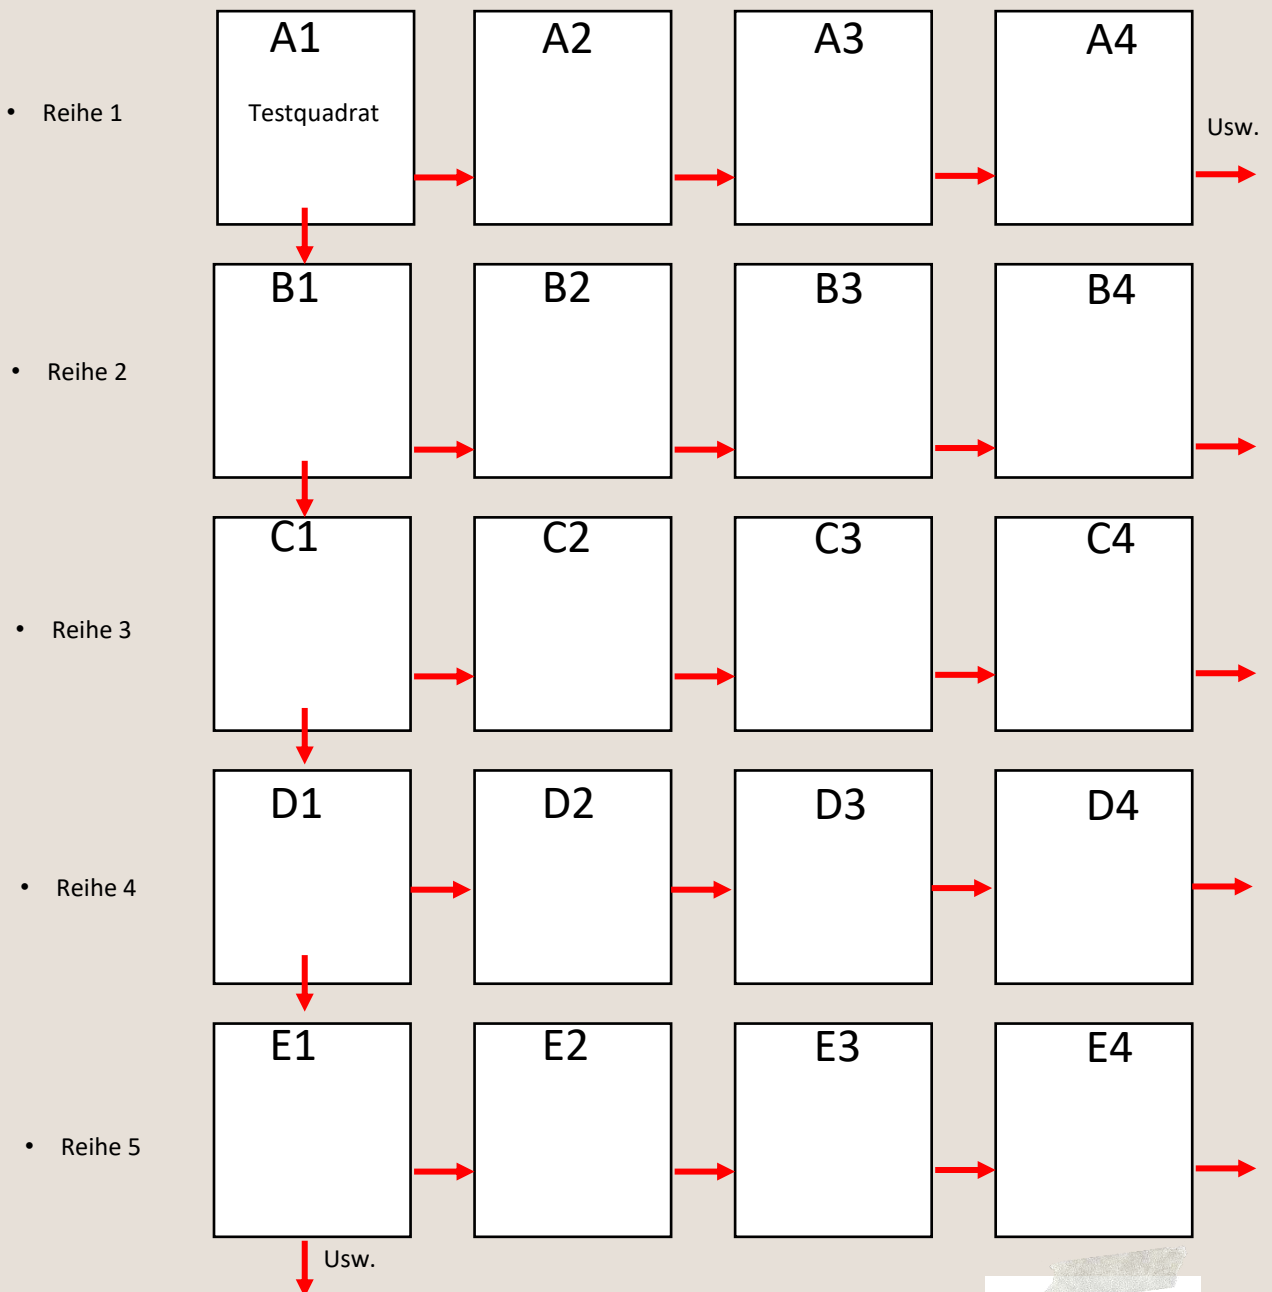 A1
A2
A3
A4
• Reihe 1
Testquadrat
Usw.
B1
B2
B3
B4
• Reihe 2
C1
C2
C3
C4
• Reihe 3
D1
D2
D3
D4
• Reihe 4
E1
E2
E3
E4
• Reihe 5
Usw.